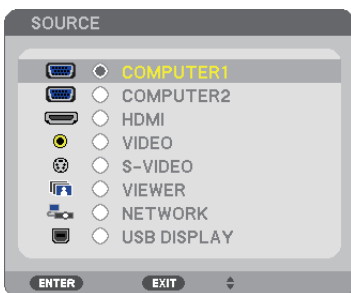 SOURCE
COMPUTER1
COMPUTER2
HDMI
VIDEO
S-VIDEO
VIEWER
NETWORK
USB DISPLAY
ENTER EXIT